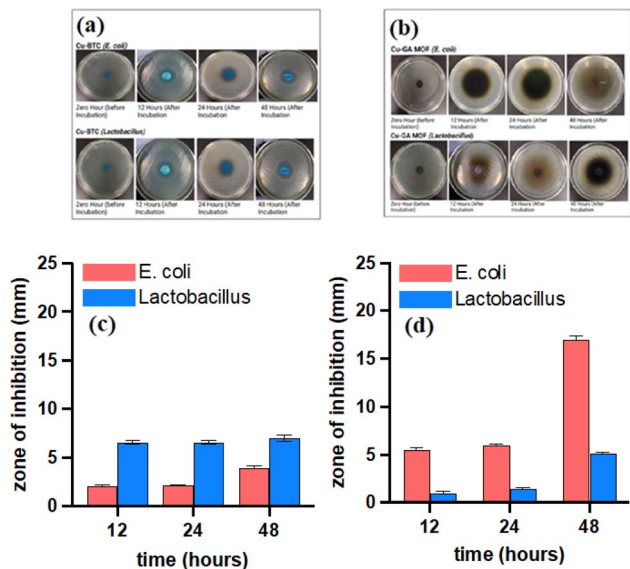 (a)
Cu-BTC (E. coli)
Zero Hour (before Incubation)
12 Hours (After Incubation
24 Hours (After Incubation
48 Hours (After Incubation
Cu-BTC (Lactobacillus)
Zero Hour (before Incubation)
12 Hours (After Incubation
24 Hours (After Incubation
48 Hours (After Incubation
(b)
Cu-GA MOF (E. coli)
Zero Hour (before Incubation)
12 Hours (After Incubation
24 Hours (After Incubation
48 Hours (After Incubation
Cu-GA MOF (Lactobacillus)
Zero Hour (before Incubation)
12 Hours (After Incubation
24 Hours (After Incubation
48 Hours (After Incubation
25
20
15
10
5
0
zone of inhibition (mm)
E. coli
Lactobacillus
(c)
12
24
48
time (hours)
25
20
15
10
5
0
zone of inhibition (mm)
E. coli
Lactobacillus
(d)
12
24
48
time (hours)